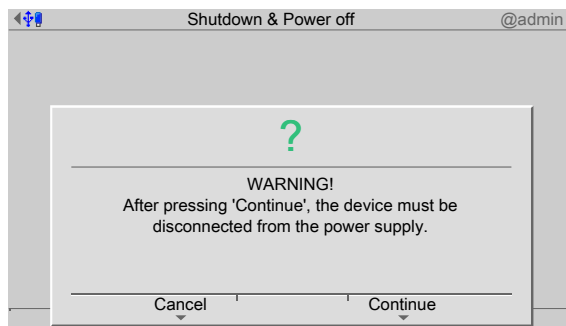 Shutdown & Power off
@admin
?
WARNING!
After pressing 'Continue', the device must be
disconnected from the power supply.
Cancel
Continue